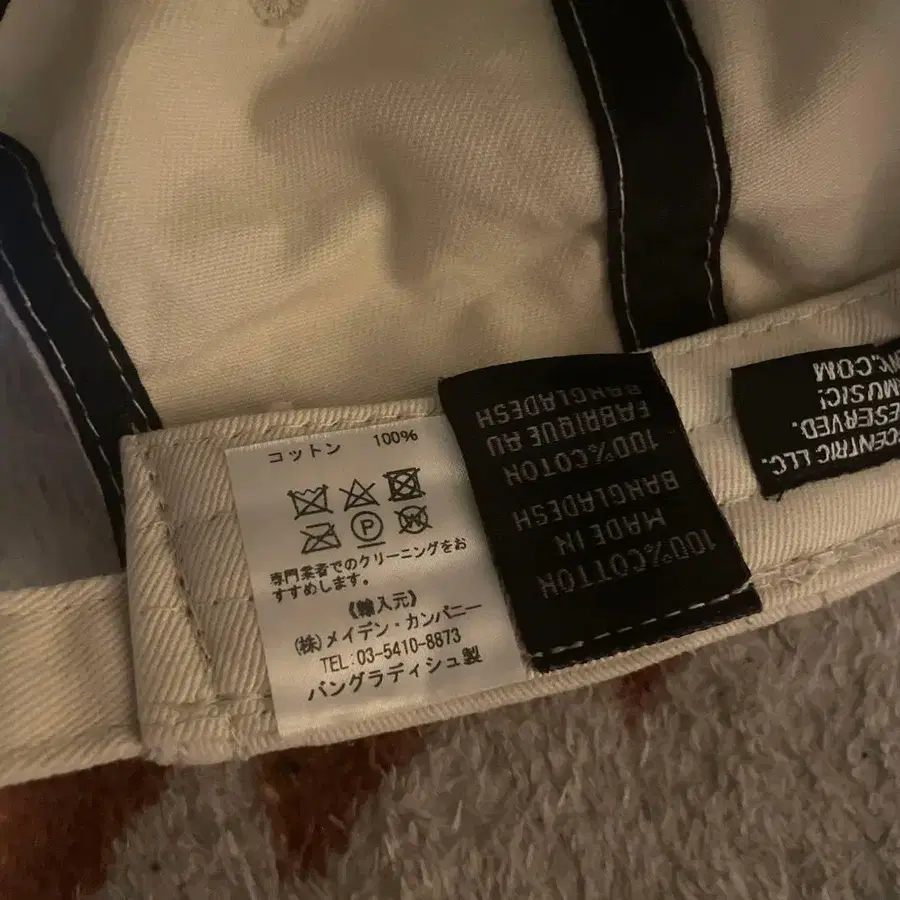 コットン 100%
P
W
専門業者でのクリーニングをお
すすめします。
《輸入元》
(株)メイデン・カンパニー
TEL:03-5410-8873
バングラディシュ製
100%COTTON
MADE IN
BANGLADESH
100%COTON
FABRIQUE AU
BANGLADESH
CENTRIC LLC.
ESERVED.
MUSIC!
.COM